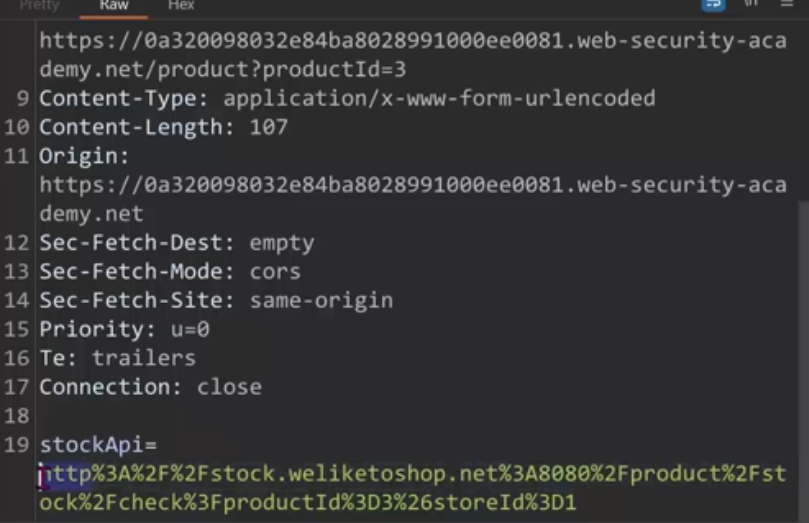 Pretty Raw Hex \n
https://0a320098032e84ba8028991000ee0081.web-security-aca
demy.net/product?productId=3
9 Content-Type: application/x-www-form-urlencoded
10 Content-Length: 107
11 Origin:
https://0a320098032e84ba8028991000ee0081.web-security-aca
demy.net
12 Sec-Fetch-Dest: empty
13 Sec-Fetch-Mode: cors
14 Sec-Fetch-Site: same-origin
15 Priority: u=0
16 Te: trailers
17 Connection: close
18
19 stockApi=
http%3A%2F%2Fstock.weliketoshop.net%3A8080%2Fproduct%2Fst
ock%2Fcheck%3FproductId%3D3%26storeId%3D1